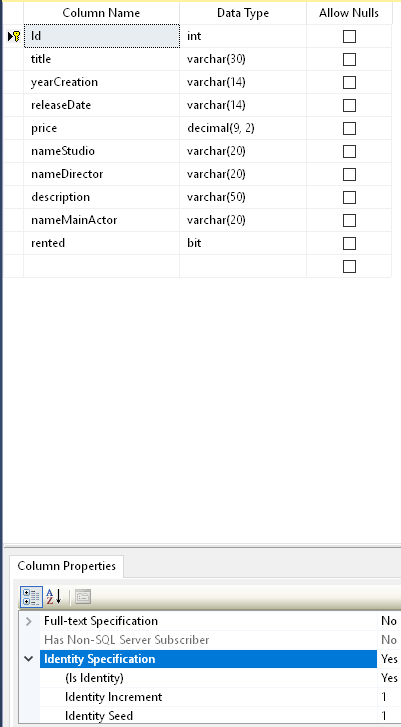 Column Name Data Type Allow Nulls
Id int
title varchar(30)
yearCreation varchar(14)
releaseDate varchar(14)
price decimal(9, 2)
nameStudio varchar(20)
nameDirector varchar(20)
description varchar(50)
nameMainActor varchar(20)
rented bit
Column Properties
Full-text Specification No
Has Non-SQL Server Subscriber No
Identity Specification Yes
(Is Identity) Yes
Identity Increment 1
Identity Seed 1